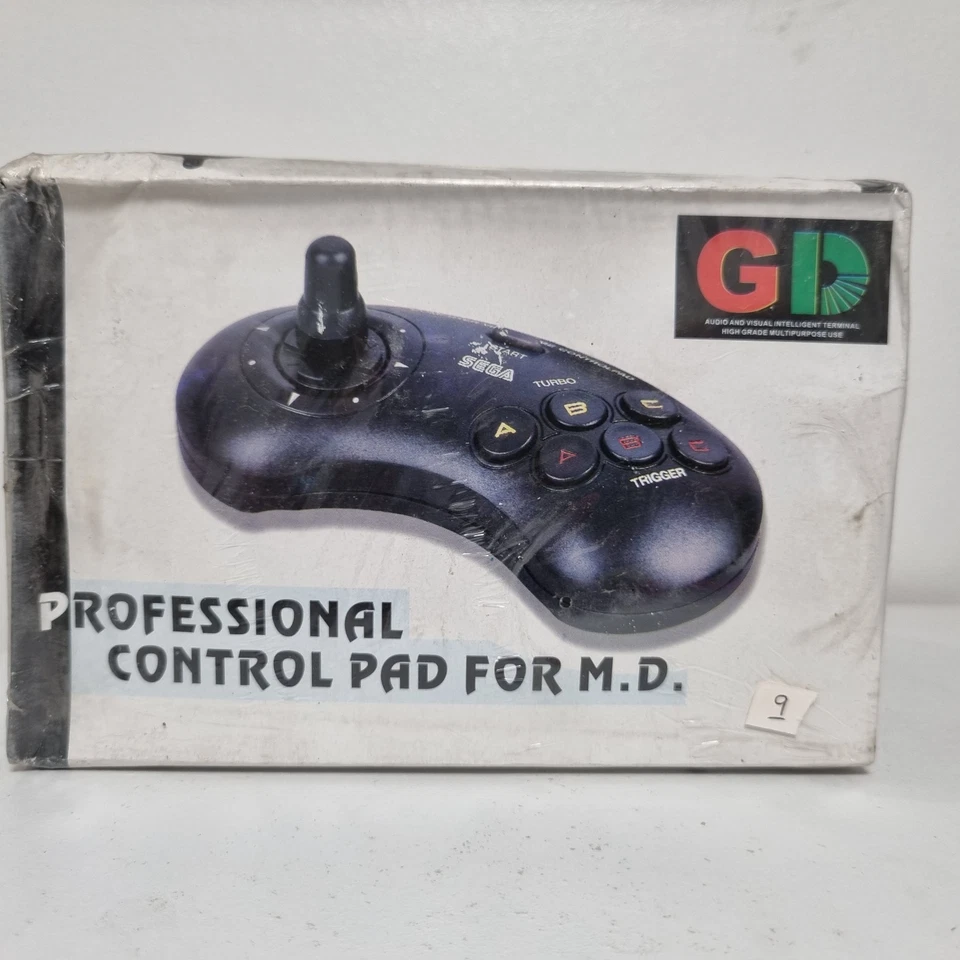 GD
AUDIO AND VISUAL INTELLIGENT TERMINAL
HIGH GRADE MULTIPURPOSE USE
START
SEGA
TURBO
A B C
A B C
TRIGGER
PROFESSIONAL
CONTROL PAD FOR M.D.
9